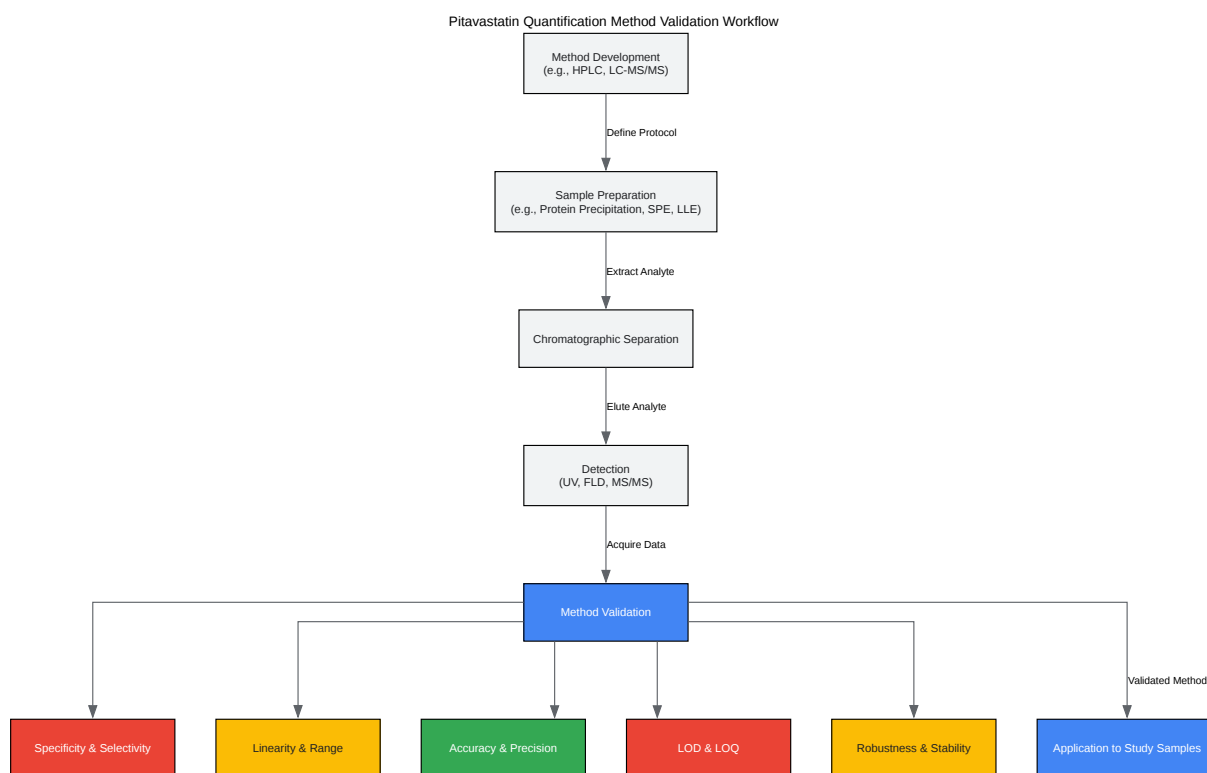 Pitavastatin Quantification Method Validation Workflow
Method Development
(e.g., HPLC, LC-MS/MS)
Define Protocol
Sample Preparation
(e.g., Protein Precipitation, SPE, LLE)
Extract Analyte
Chromatographic Separation
Elute Analyte
Detection
(UV, FLD, MS/MS)
Acquire Data
Method Validation
Validated Method
Specificity & Selectivity
Linearity & Range
Accuracy & Precision
LOD & LOQ
Robustness & Stability
Application to Study Samples